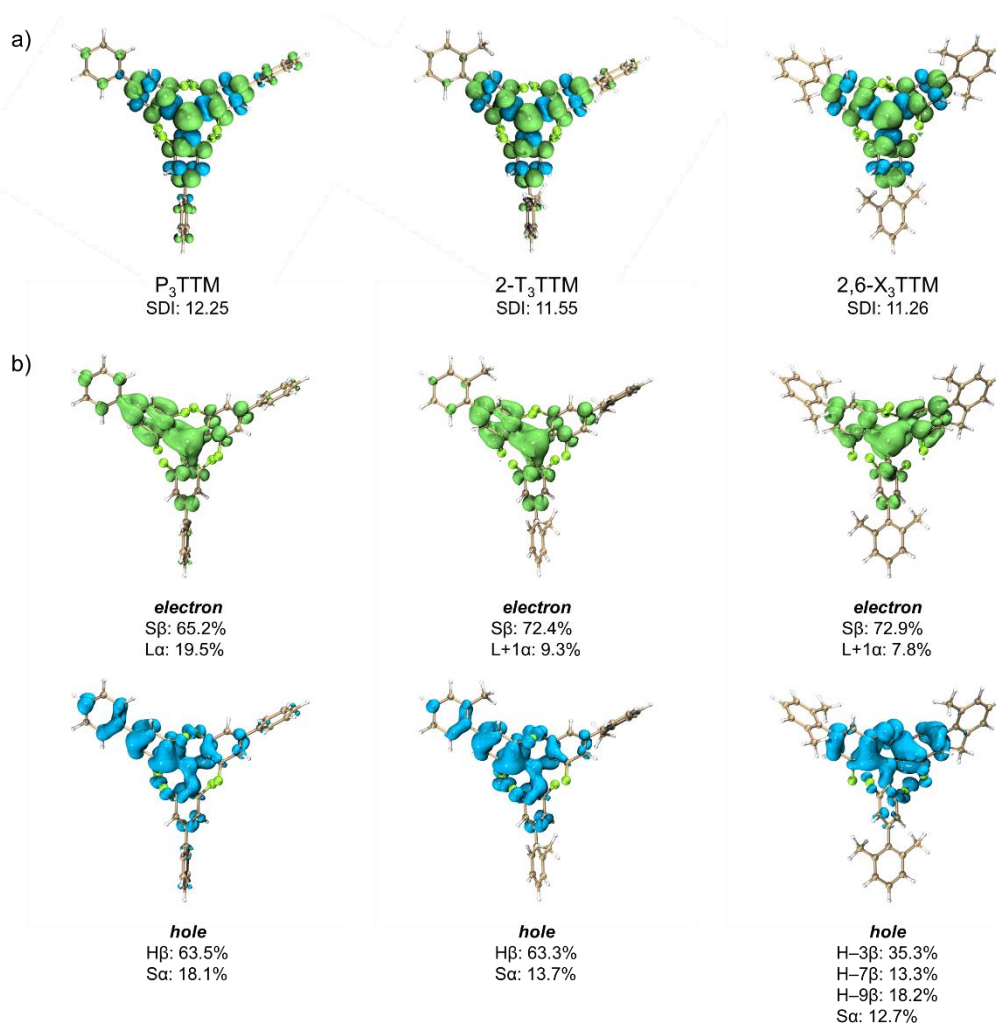 a)
P₃TTM
SDI: 12.25
2-T₃TTM
SDI: 11.55
2,6-X₃TTM
SDI: 11.26
b)
electron
Sβ: 65.2%
Lα: 19.5%
electron
Sβ: 72.4%
L+1α: 9.3%
electron
Sβ: 72.9%
L+1α: 7.8%
hole
Hβ: 63.5%
Sα: 18.1%
hole
Hβ: 63.3%
Sα: 13.7%
hole
H–3β: 35.3%
H–7β: 13.3%
H–9β: 18.2%
Sα: 12.7%